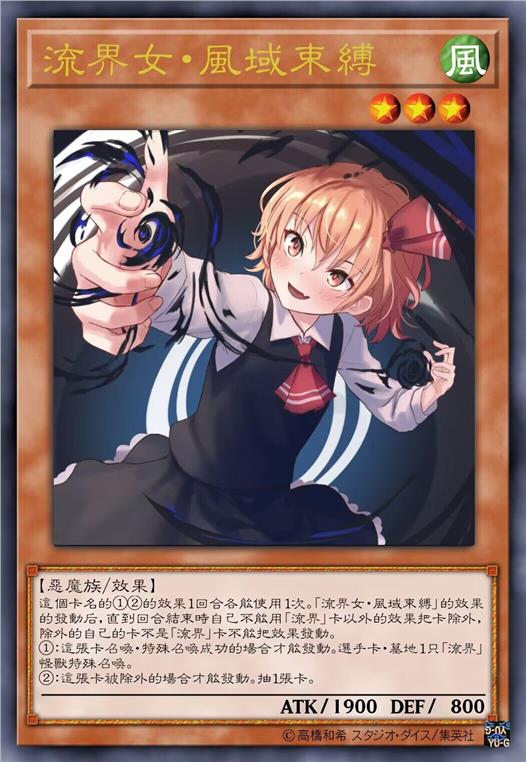 流界女・風域束縛
風
【惡魔族/效果】
這個卡名的①②的效果1回合各能使用1次。「流界女・風域束縛」的效果
的發動后,直到回合結束時自己不能用「流界」卡以外的效果把卡除外,
除外的自己的卡不是「流界」卡不能把效果發動。
①:這張卡召喚・特殊召喚成功的場合才能發動。選手卡・墓地1只「流界」
怪獸特殊召喚。
②:這張卡被除外的場合才能發動。抽1張卡。
ATK/1900 DEF/ 800
©高橋和希 スタジオ・ダイス/集英社
YU-G